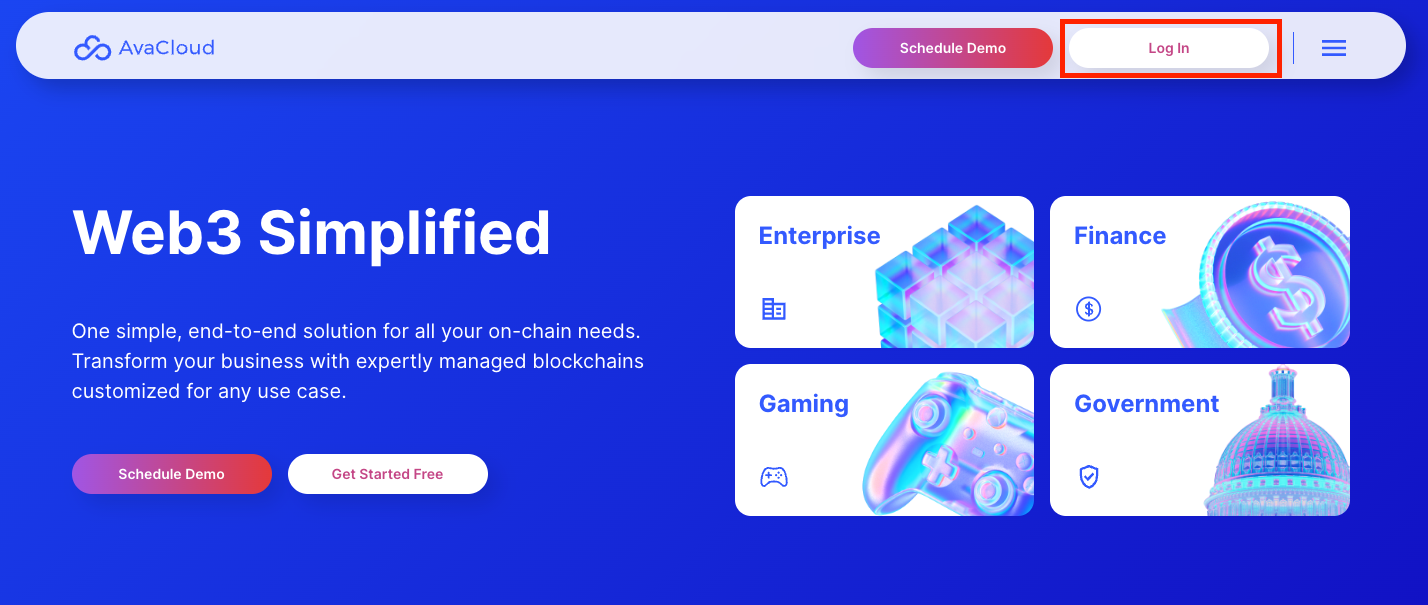 AvaCloud
Schedule Demo
Log In
Web3 Simplified
One simple, end-to-end solution for all your on-chain needs.
Transform your business with expertly managed blockchains
customized for any use case.
Schedule Demo
Get Started Free
Enterprise
Finance
Gaming
Government